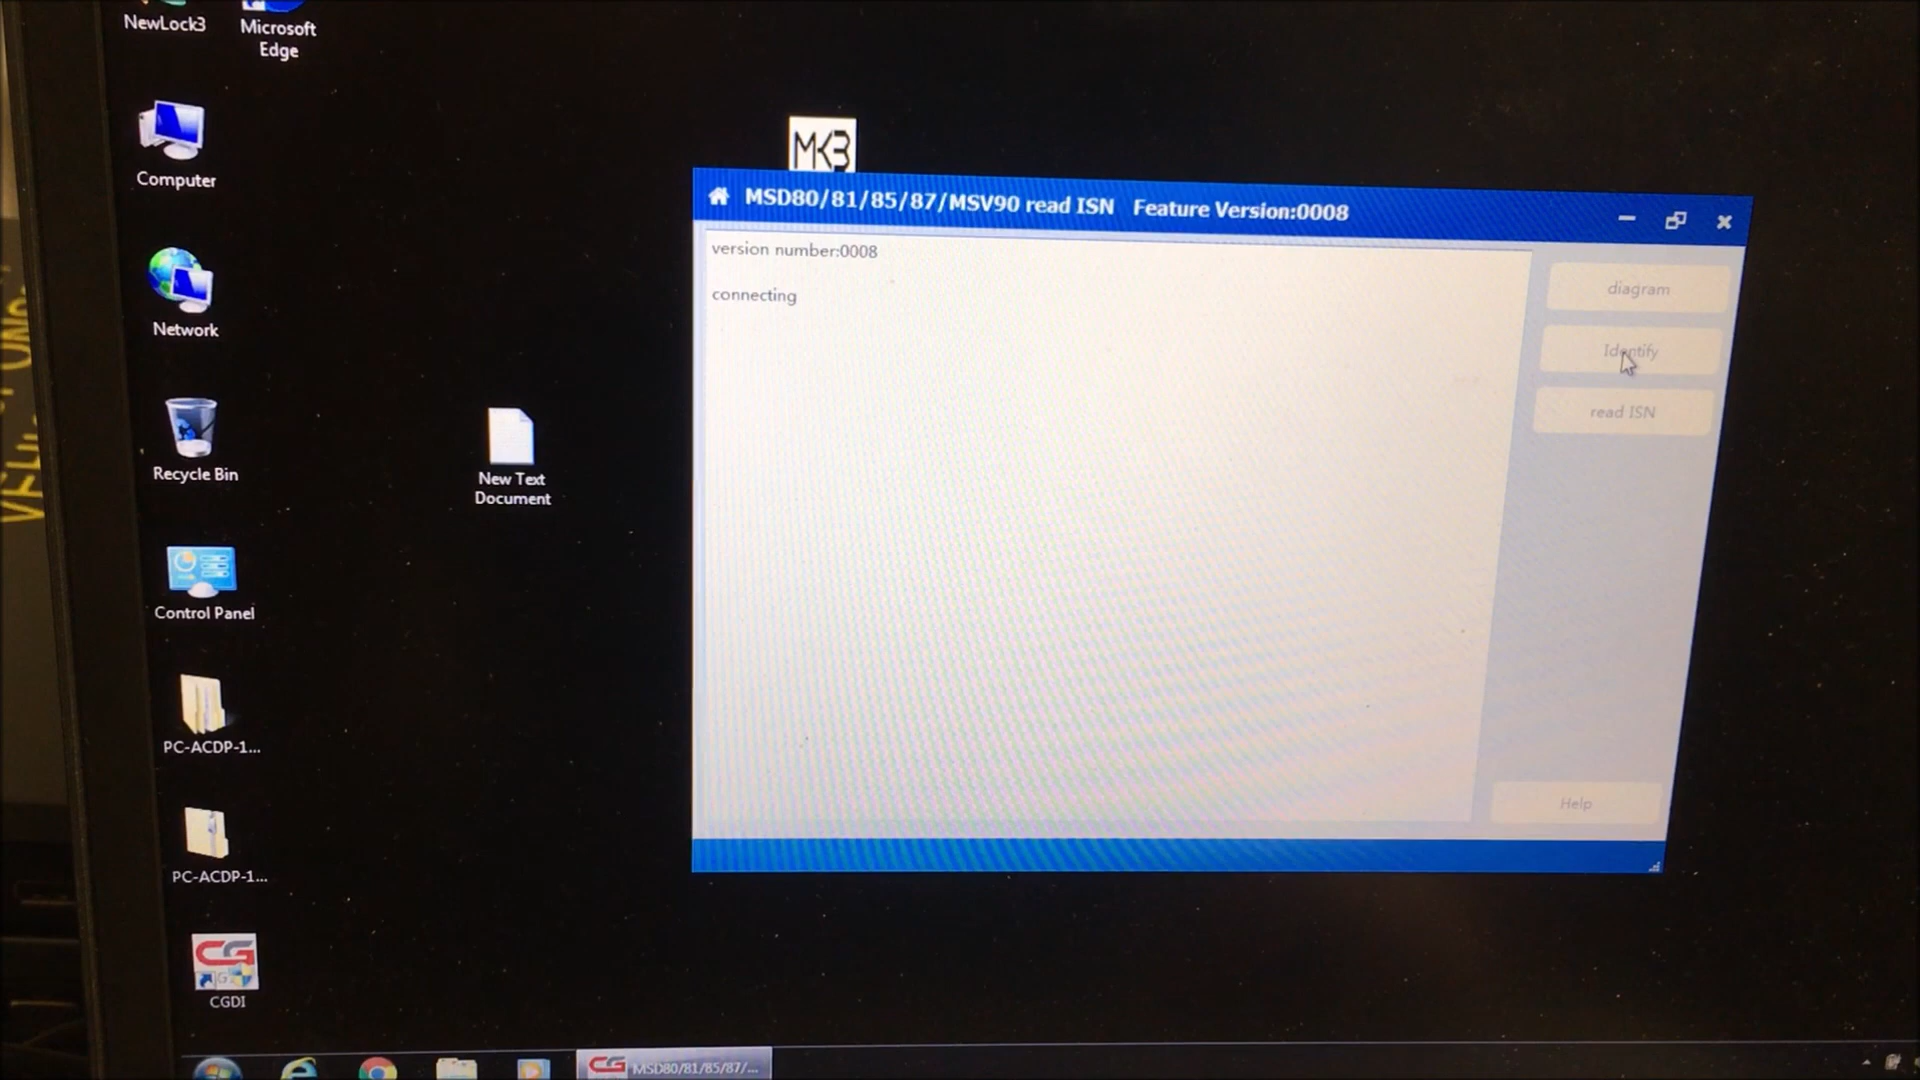 NewLock3
Microsoft
Edge
Computer
Network
Recycle Bin
Control Panel
PC-ACDP-1...
PC-ACDP-1...
CG
CGDI
New Text
Document
MK3
MSD80/81/85/87/MSV90 read ISN Feature Version:0008
version number:0008
connecting
diagram
Identify
read ISN
Help
CG MSD80/81/85/87/...